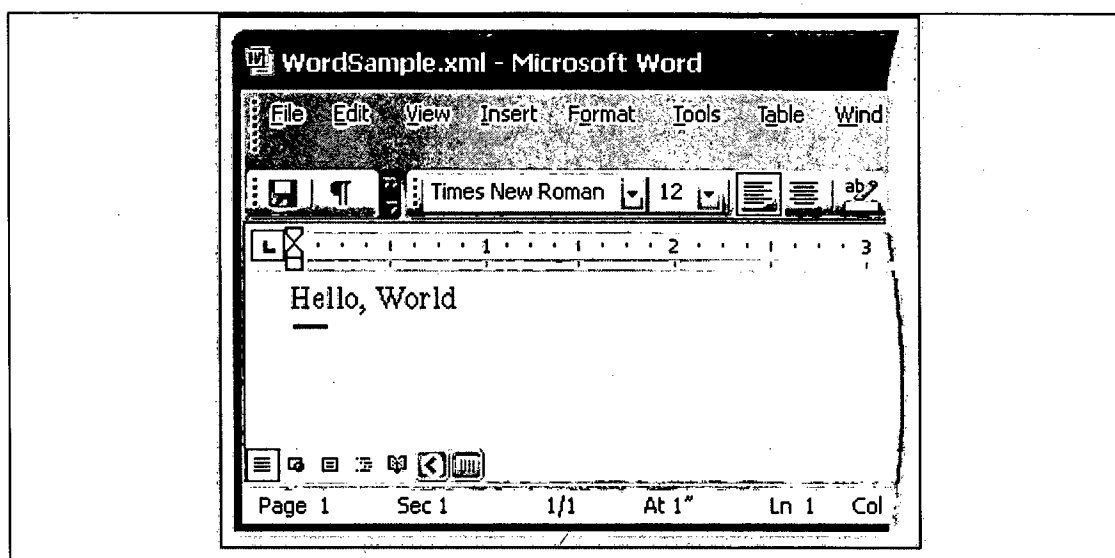 WordSample.xml - Microsoft Word
File Edit View Insert Format Tools Table Wind
Times New Roman 12
L 1 2 3
Hello, World
Page 1 Sec 1 1/1 At 1" Ln 1 Col